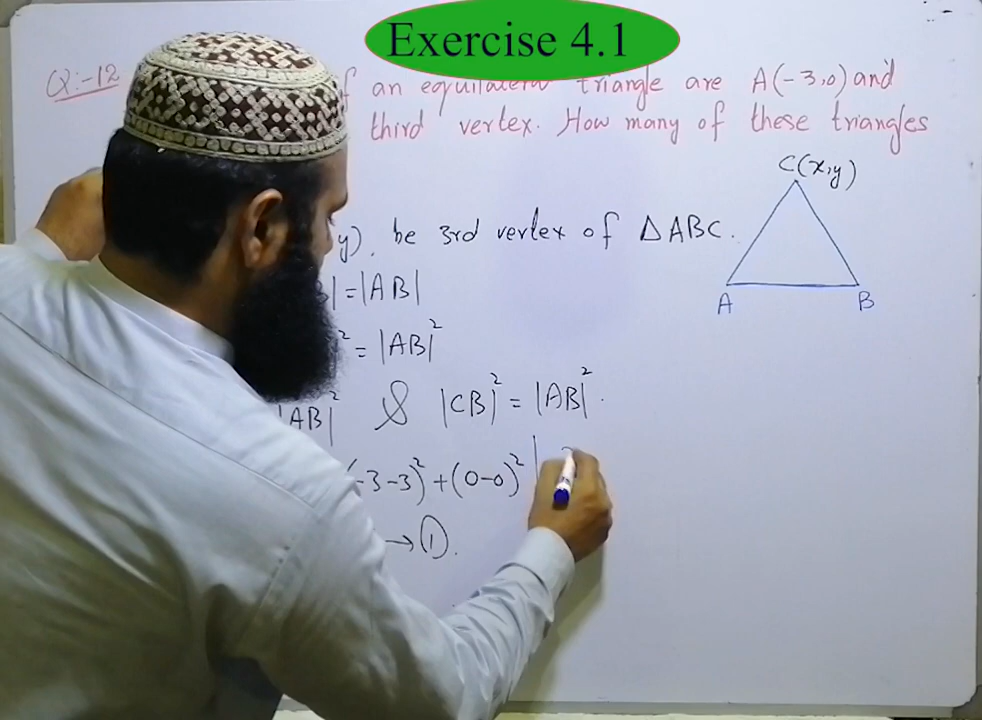 Exercise 4.1
Q:-12 f an equilateral triangle are A(-3,0) and
third vertex. How many of these triangles
C(x,y)
y), be 3rd vertex of ΔABC.
B| = |AB|
A B
² = |AB|²
|AB|² & |CB|² = |AB|².
(-3-3)² + (0-0)²
→ ①.